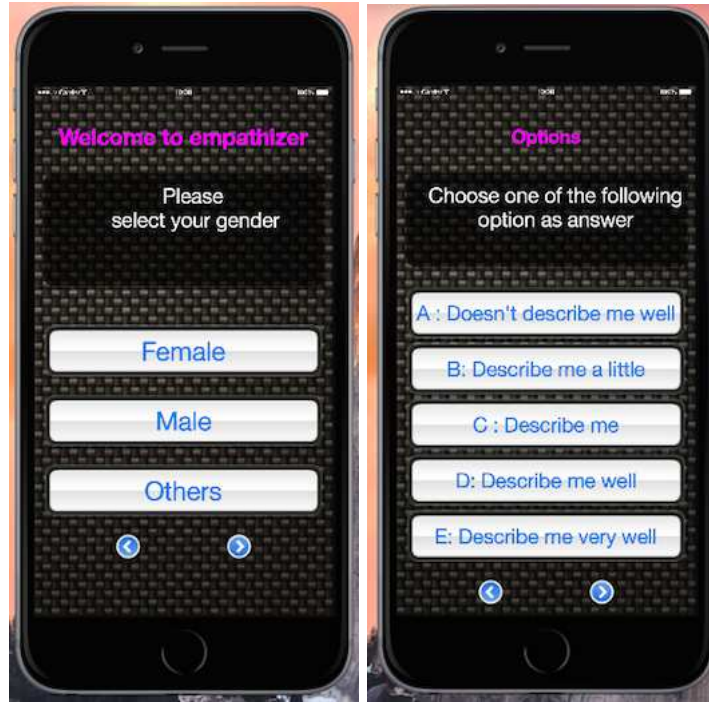 Welcome to empathizer
Please
select your gender
Female
Male
Others
Options
Choose one of the following
option as answer
A : Doesn't describe me well
B: Describe me a little
C : Describe me
D: Describe me well
E: Describe me very well